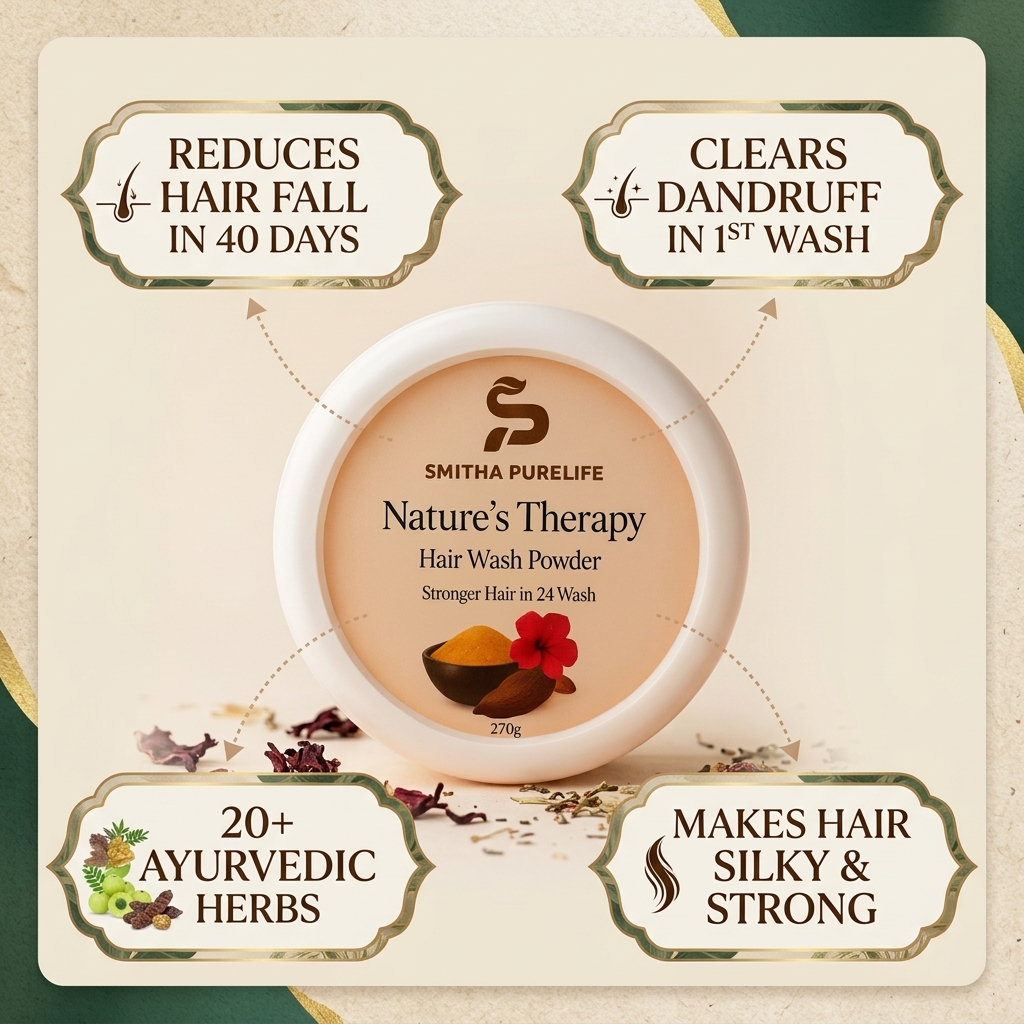 REDUCES
HAIR FALL
IN 40 DAYS
CLEARS
DANDRUFF
IN 1ST WASH
SMITHA PURELIFE
Nature's Therapy
Hair Wash Powder
Stronger Hair in 24 Wash
270g
20+
AYURVEDIC
HERBS
MAKES HAIR
SILKY &
STRONG